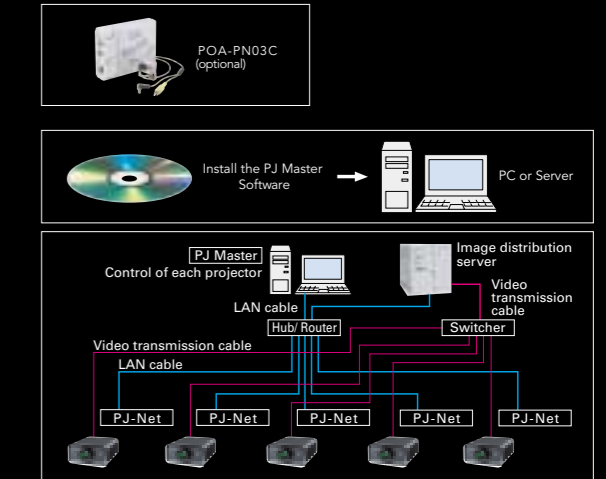 POA-PN03C
(optional)
Install the PJ Master
Software
PC or Server
PJ Master
Control of each projector
Image distribution
server
LAN cable
Video
transmission
cable
Hub/ Router
Switcher
Video transmission cable
LAN cable
PJ-Net
PJ-Net
PJ-Net
PJ-Net
PJ-Net